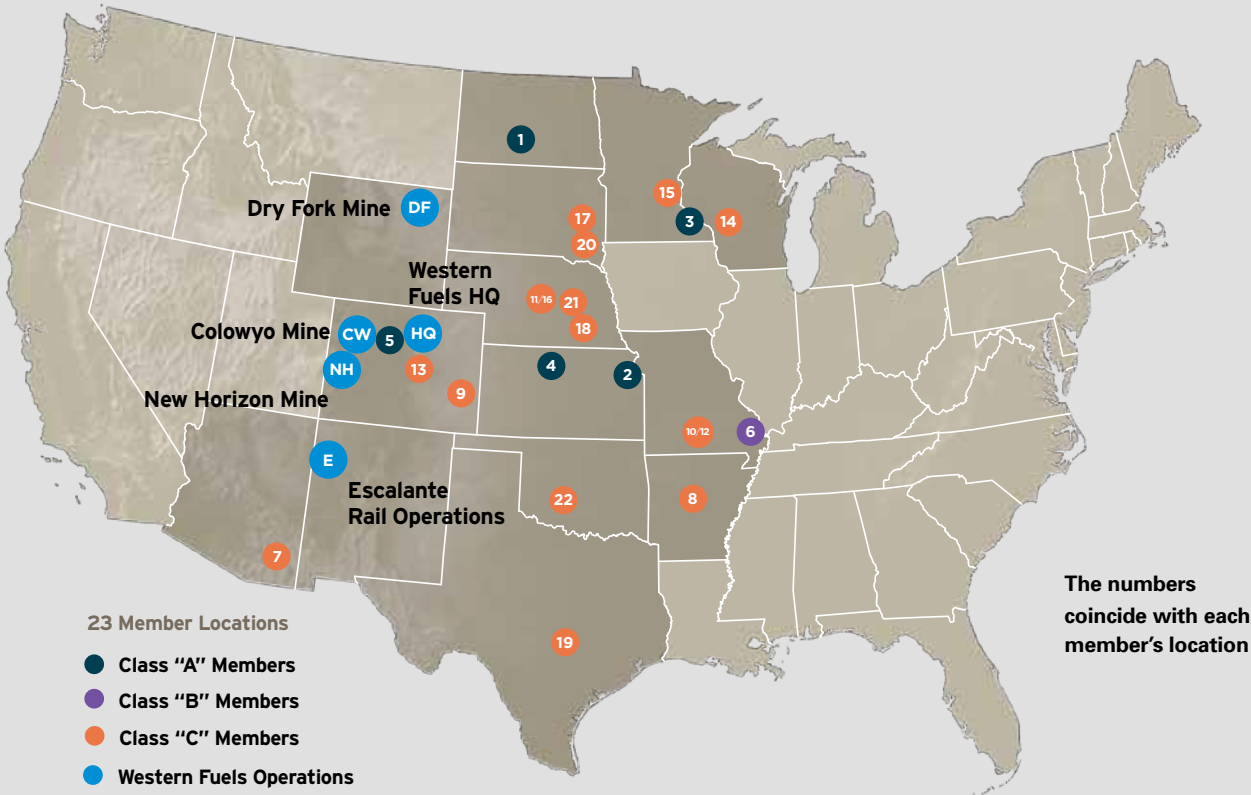 1
15
DF
Dry Fork Mine
17
3
14
20
Western
Fuels HQ
11/16
21
18
Colowyo Mine
CW
5
HQ
4
2
NH
13
9
New Horizon Mine
10/12
6
E
Escalante
Rail Operations
22
8
7
19
The numbers
coincide with each
member's location
23 Member Locations
Class "A" Members
Class "B" Members
Class "C" Members
Western Fuels Operations